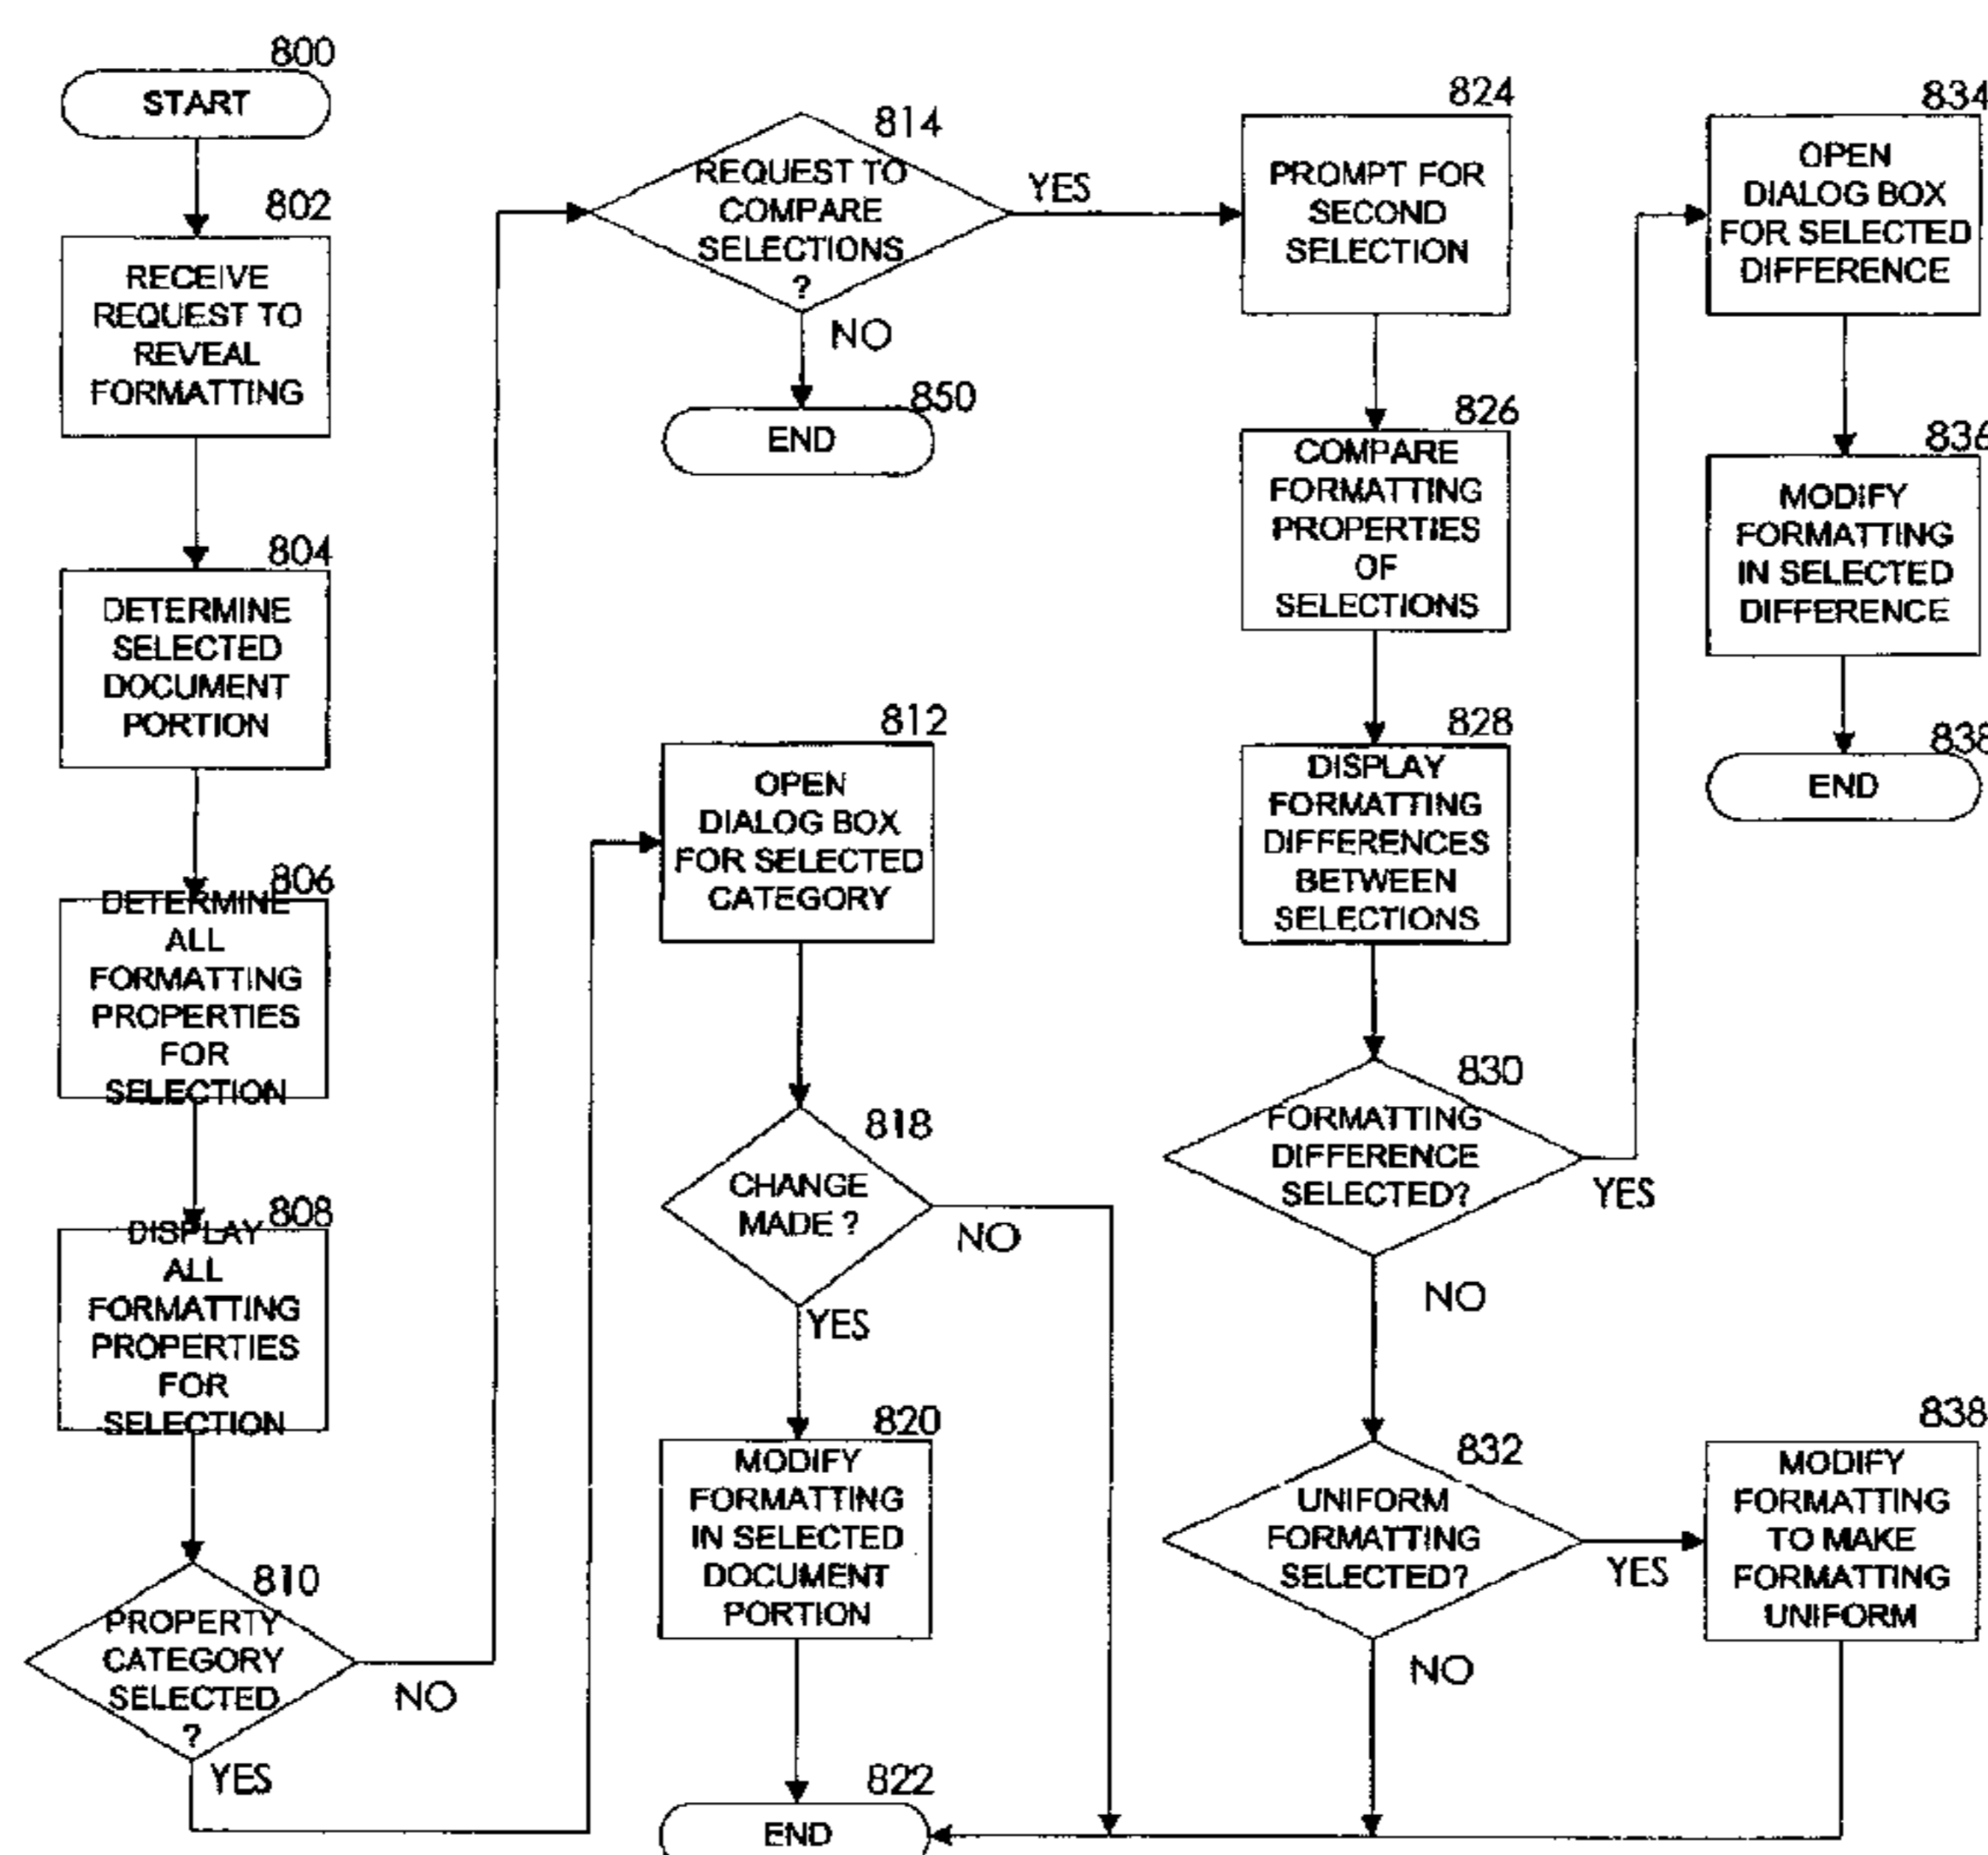 800
START
802
RECEIVE
REQUEST TO
REVEAL
FORMATTING
804
DETERMINE
SELECTED
DOCUMENT
PORTION
806
DETERMINE
ALL
FORMATTING
PROPERTIES
FOR
SELECTION
808
DISPLAY
ALL
FORMATTING
PROPERTIES
FOR
SELECTION
810
PROPERTY
CATEGORY
SELECTED
?
NO
YES
814
REQUEST TO
COMPARE
SELECTIONS
?
YES
NO
850
END
812
OPEN
DIALOG BOX
FOR SELECTED
CATEGORY
818
CHANGE
MADE ?
NO
YES
820
MODIFY
FORMATTING
IN SELECTED
DOCUMENT
PORTION
822
END
824
PROMPT FOR
SECOND
SELECTION
826
COMPARE
FORMATTING
PROPERTIES
OF
SELECTIONS
828
DISPLAY
FORMATTING
DIFFERENCES
BETWEEN
SELECTIONS
830
FORMATTING
DIFFERENCE
SELECTED?
YES
NO
832
UNIFORM
FORMATTING
SELECTED?
YES
NO
834
OPEN
DIALOG BOX
FOR SELECTED
DIFFERENCE
836
MODIFY
FORMATTING
IN SELECTED
DIFFERENCE
838
END
838
MODIFY
FORMATTING
TO MAKE
FORMATTING
UNIFORM